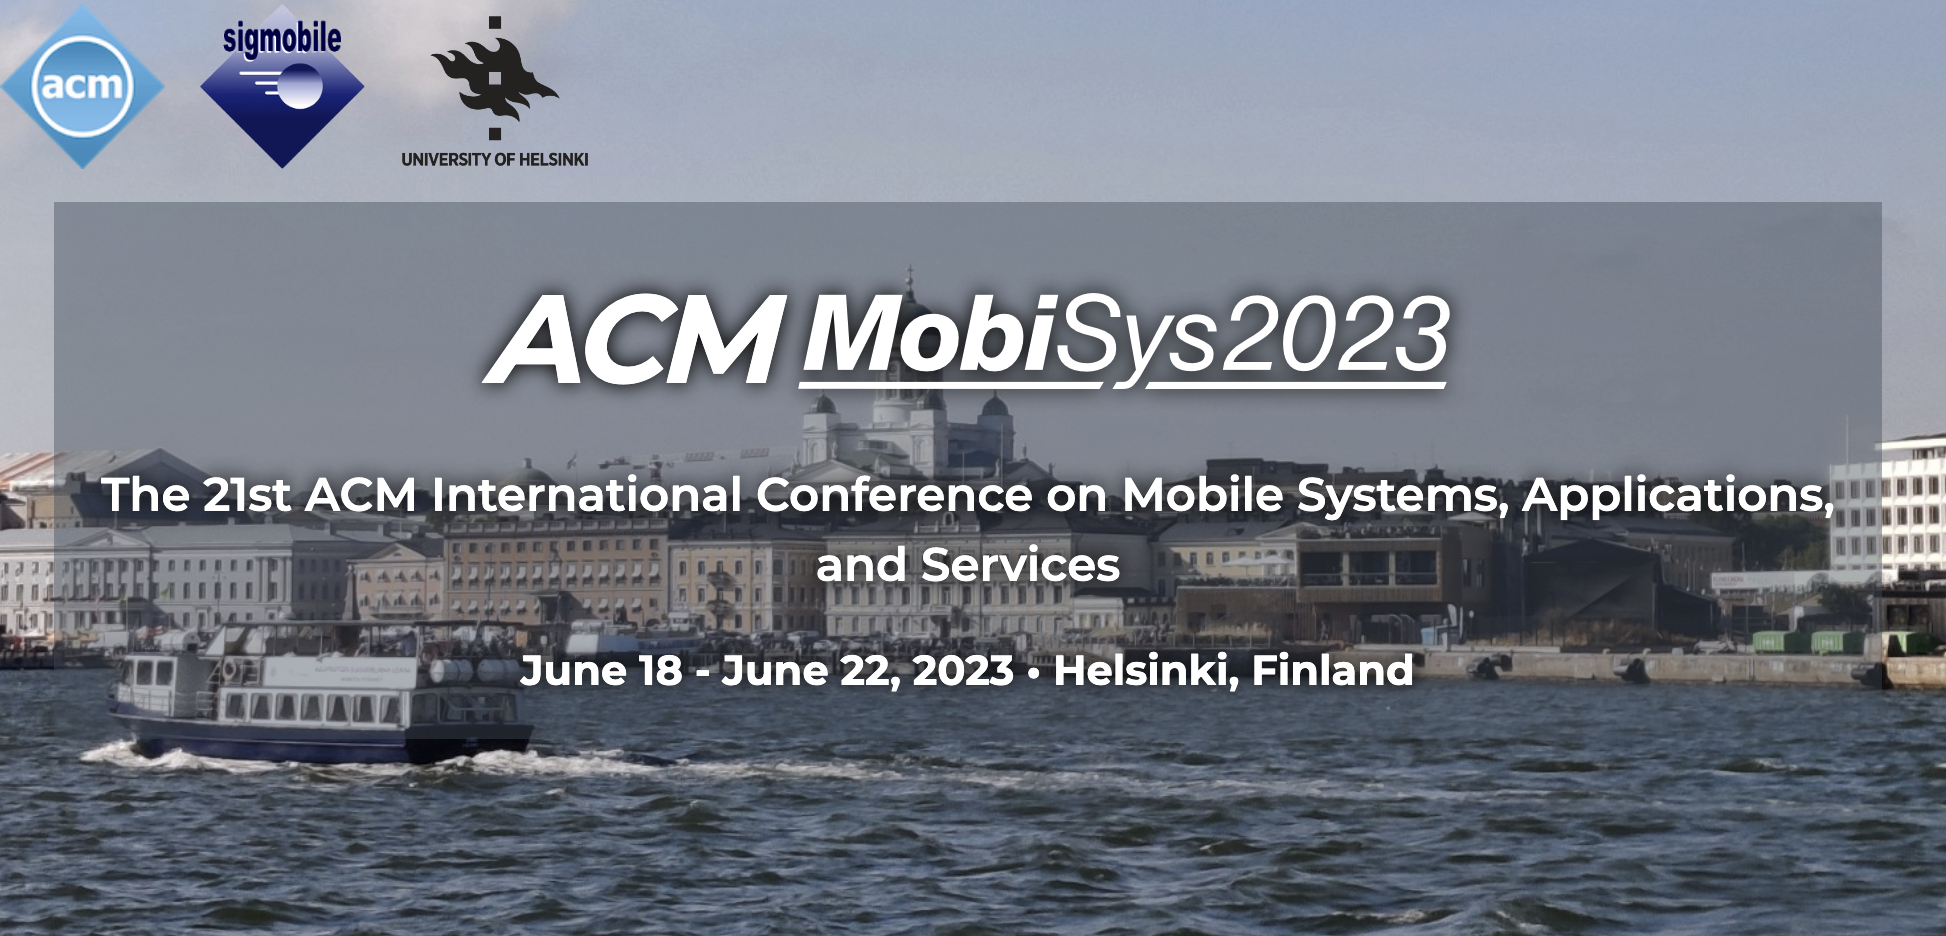 acm
sigmobile
UNIVERSITY OF HELSINKI
ACM MobiSys2023
The 21st ACM International Conference on Mobile Systems, Applications,
and Services
June 18 - June 22, 2023 • Helsinki, Finland